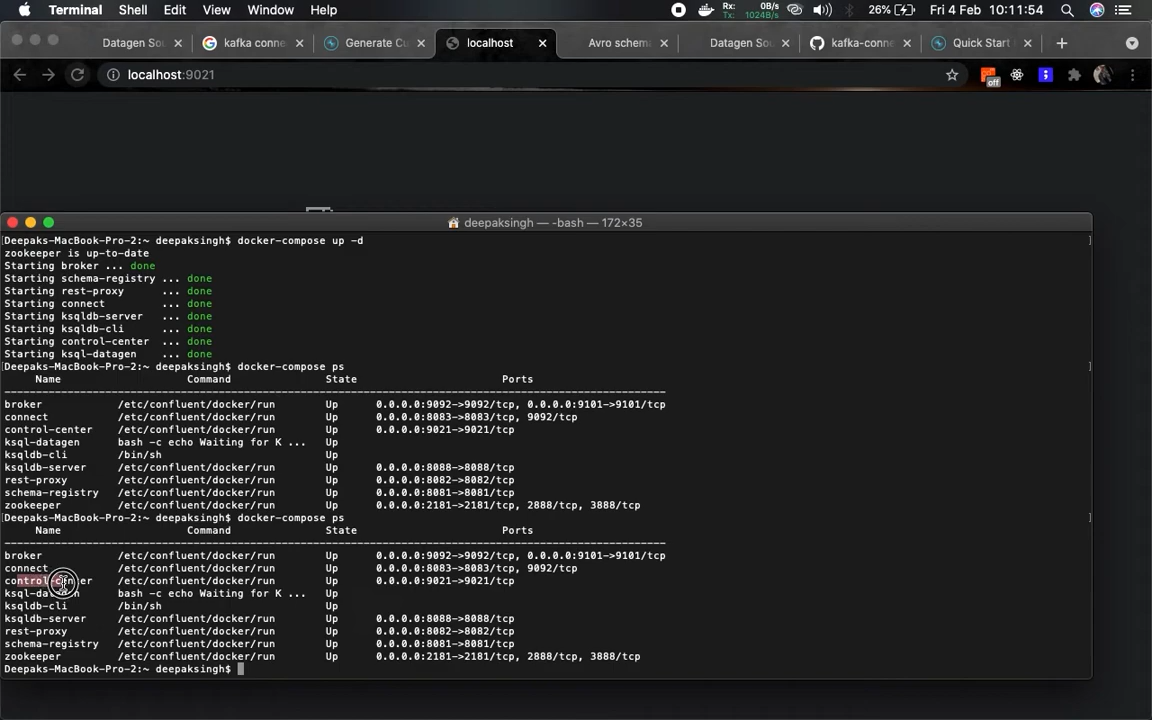 Terminal Shell Edit View Window Help Rx: 0B/s Tx: 1024B/s 26% Fri 4 Feb 10:11:54
Datagen Sou kafka conne Generate Cu localhost Avro schem Datagen Sou kafka-conne Quick Start
localhost:9021
off
deepaksingh — -bash — 172×35
[Deepaks-MacBook-Pro-2:~ deepaksingh$ docker-compose up -d ]
zookeeper is up-to-date
Starting broker ... done
Starting schema-registry ... done
Starting rest-proxy ... done
Starting connect ... done
Starting ksqldb-server ... done
Starting ksqldb-cli ... done
Starting control-center ... done
Starting ksql-datagen ... done
[Deepaks-MacBook-Pro-2:~ deepaksingh$ docker-compose ps ]
Name Command State Ports
broker /etc/confluent/docker/run Up 0.0.0.0:9092->9092/tcp, 0.0.0.0:9101->9101/tcp
connect /etc/confluent/docker/run Up 0.0.0.0:8083->8083/tcp, 9092/tcp
control-center /etc/confluent/docker/run Up 0.0.0.0:9021->9021/tcp
ksql-datagen bash -c echo Waiting for K ... Up
ksqldb-cli /bin/sh Up
ksqldb-server /etc/confluent/docker/run Up 0.0.0.0:8088->8088/tcp
rest-proxy /etc/confluent/docker/run Up 0.0.0.0:8082->8082/tcp
schema-registry /etc/confluent/docker/run Up 0.0.0.0:8081->8081/tcp
zookeeper /etc/confluent/docker/run Up 0.0.0.0:2181->2181/tcp, 2888/tcp, 3888/tcp
[Deepaks-MacBook-Pro-2:~ deepaksingh$ docker-compose ps ]
Name Command State Ports
broker /etc/confluent/docker/run Up 0.0.0.0:9092->9092/tcp, 0.0.0.0:9101->9101/tcp
connect /etc/confluent/docker/run Up 0.0.0.0:8083->8083/tcp, 9092/tcp
control-center /etc/confluent/docker/run Up 0.0.0.0:9021->9021/tcp
ksql-datagen bash -c echo Waiting for K ... Up
ksqldb-cli /bin/sh Up
ksqldb-server /etc/confluent/docker/run Up 0.0.0.0:8088->8088/tcp
rest-proxy /etc/confluent/docker/run Up 0.0.0.0:8082->8082/tcp
schema-registry /etc/confluent/docker/run Up 0.0.0.0:8081->8081/tcp
zookeeper /etc/confluent/docker/run Up 0.0.0.0:2181->2181/tcp, 2888/tcp, 3888/tcp
Deepaks-MacBook-Pro-2:~ deepaksingh$